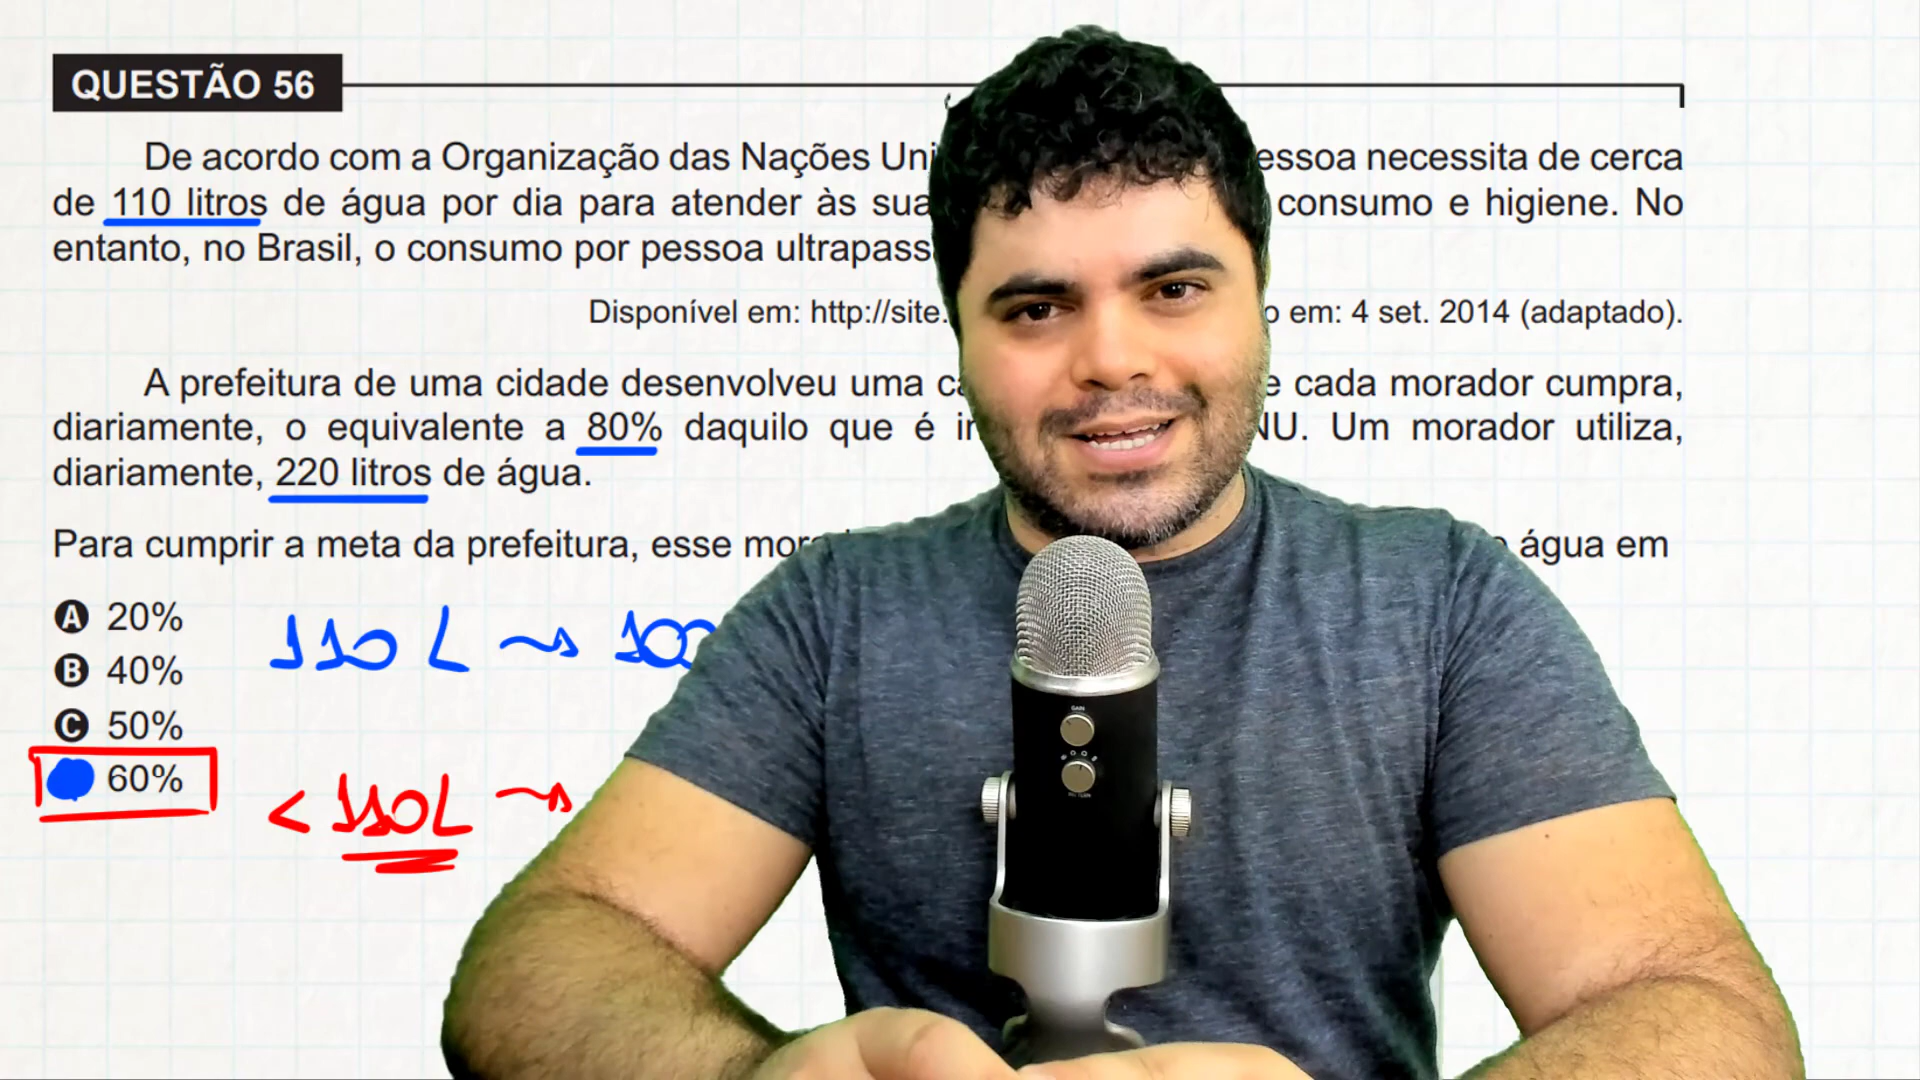 QUESTÃO 56
De acordo com a Organização das Nações Uni essoa necessita de cerca
de 110 litros de água por dia para atender às sua consumo e higiene. No
entanto, no Brasil, o consumo por pessoa ultrapass
Disponível em: http://site. o em: 4 set. 2014 (adaptado).
A prefeitura de uma cidade desenvolveu uma ca e cada morador cumpra,
diariamente, o equivalente a 80% daquilo que é in NU. Um morador utiliza,
diariamente, 220 litros de água.
Para cumprir a meta da prefeitura, esse mor água em
A 20%
110 L 100
B 40%
C 50%
60%
< 110L